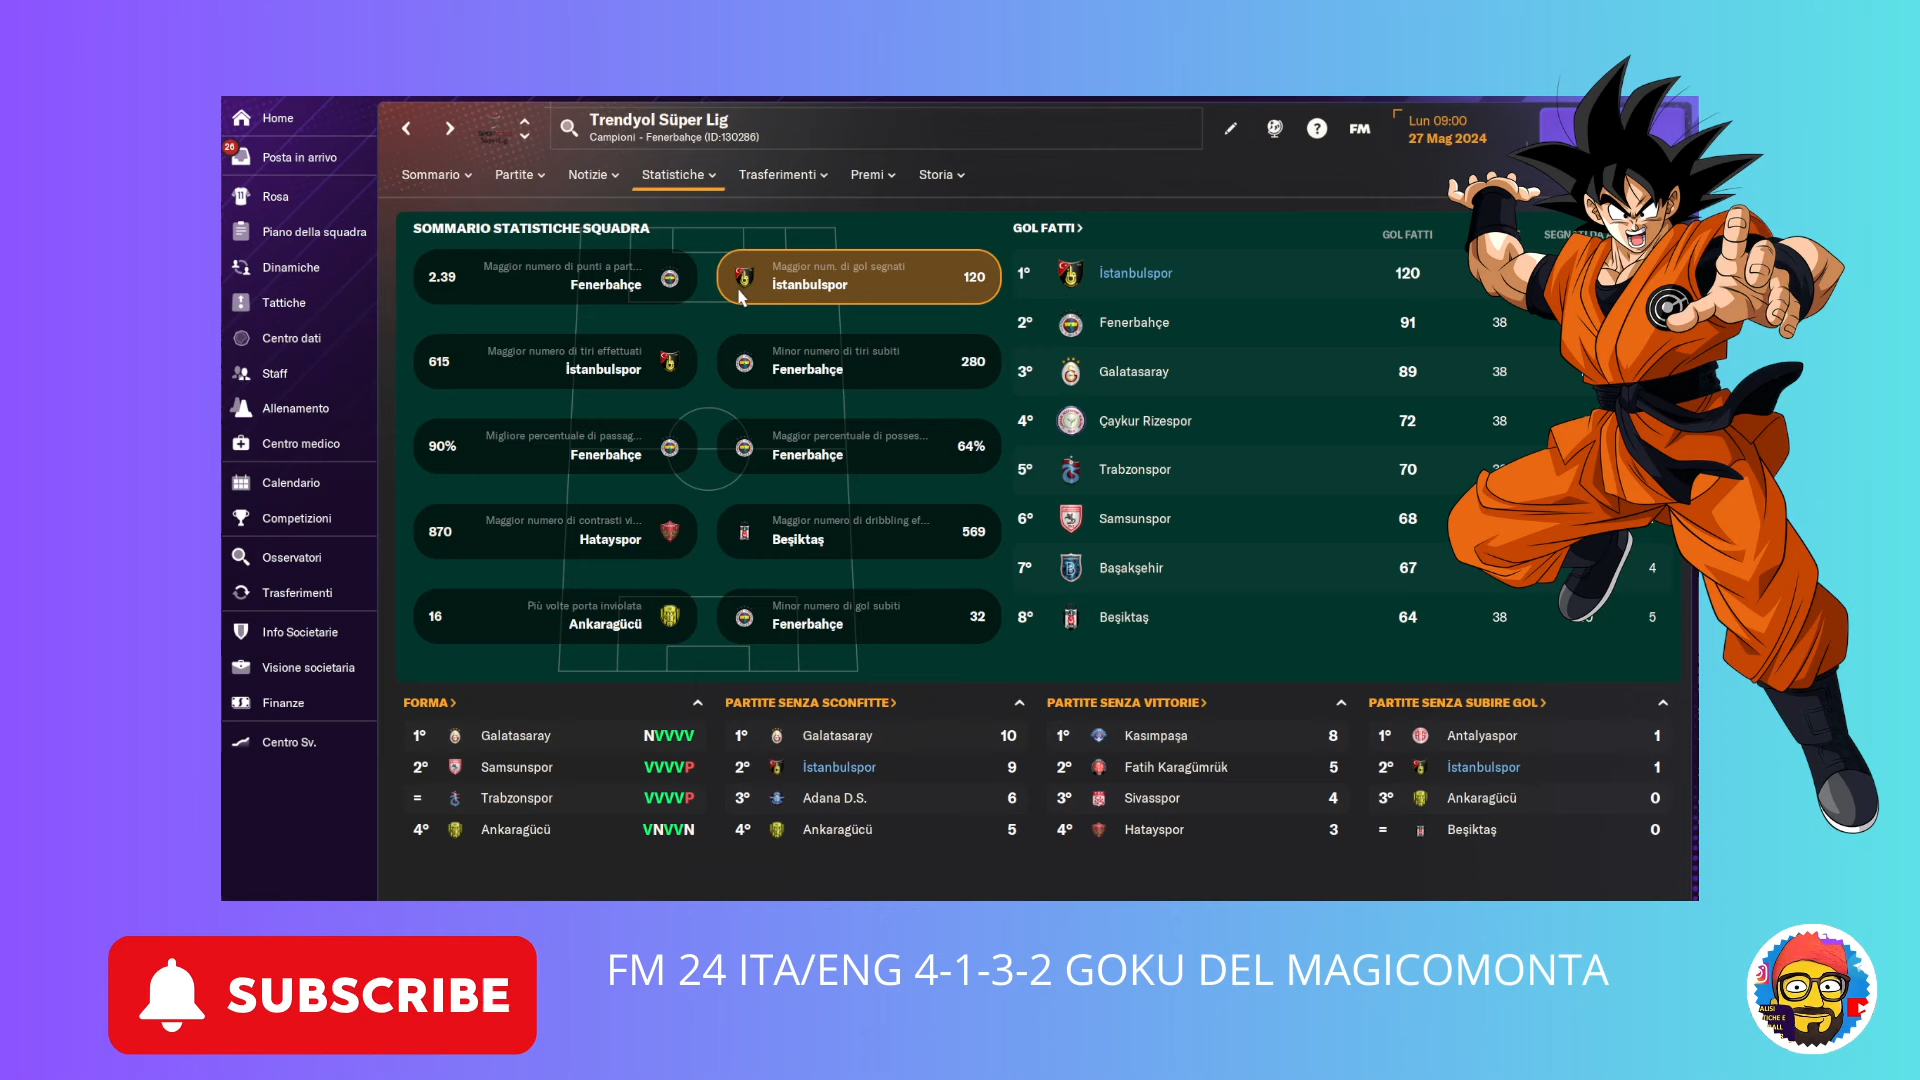 Home
26
Posta in arrivo
Rosa
Piano della squadra
Dinamiche
Tattiche
Centro dati
Staff
Allenamento
Centro medico
Calendario
Competizioni
Osservatori
Trasferimenti
Info Societarie
Visione societaria
Finanze
Centro Sv.
Trendyol Süper Lig
Campioni - Fenerbahçe (ID:130286)
FM
Lun 09:00
27 Mag 2024
Sommario Partite Notizie Statistiche Trasferimenti Premi Storia
SOMMARIO STATISTICHE SQUADRA
2.39 Maggior numero di punti a part...
Fenerbahçe
Maggior num. di gol segnati
İstanbulspor 120
615 Maggior numero di tiri effettuati
İstanbulspor
Minor numero di tiri subiti
Fenerbahçe 280
90% Migliore percentuale di passag...
Fenerbahçe
Maggior percentuale di posses...
Fenerbahçe 64%
870 Maggior numero di contrasti vi...
Hatayspor
Maggior numero di dribbling ef...
Beşiktaş 569
16 Più volte porta inviolata
Ankaragücü
Minor numero di gol subiti
Fenerbahçe 32
GOL FATTI>
GOL FATTI
1° İstanbulspor 120
2° Fenerbahçe 91 38
3° Galatasaray 89 38
4° Çaykur Rizespor 72 38
5° Trabzonspor 70
6° Samsunspor 68
7° Başakşehir 67 4
8° Beşiktaş 64 38 5
FORMA>
1° Galatasaray NVVVV
2° Samsunspor VVVVP
= Trabzonspor VVVVP
4° Ankaragücü VNVVN
PARTITE SENZA SCONFITTE>
1° Galatasaray 10
2° İstanbulspor 9
3° Adana D.S. 6
4° Ankaragücü 5
PARTITE SENZA VITTORIE>
1° Kasımpaşa 8
2° Fatih Karagümrük 5
3° Sivasspor 4
4° Hatayspor 3
PARTITE SENZA SUBIRE GOL>
1° Antalyaspor 1
2° İstanbulspor 1
3° Ankaragücü 0
= Beşiktaş 0
SUBSCRIBE
FM 24 ITA/ENG 4-1-3-2 GOKU DEL MAGICOMONTA